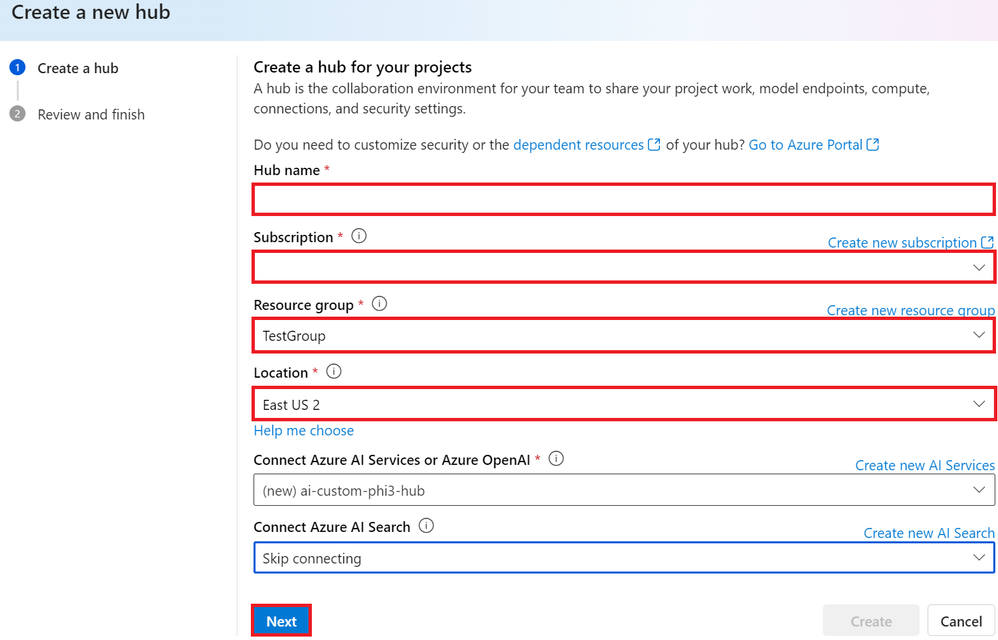 Create a new hub
1 Create a hub
2 Review and finish
Create a hub for your projects
A hub is the collaboration environment for your team to share your project work, model endpoints, compute,
connections, and security settings.
Do you need to customize security or the dependent resources of your hub? Go to Azure Portal
Hub name *
Subscription *
Create new subscription
Resource group *
Create new resource group
TestGroup
Location *
East US 2
Help me choose
Connect Azure AI Services or Azure OpenAI *
Create new AI Services
(new) ai-custom-phi3-hub
Connect Azure AI Search
Create new AI Search
Skip connecting
Next
Create
Cancel